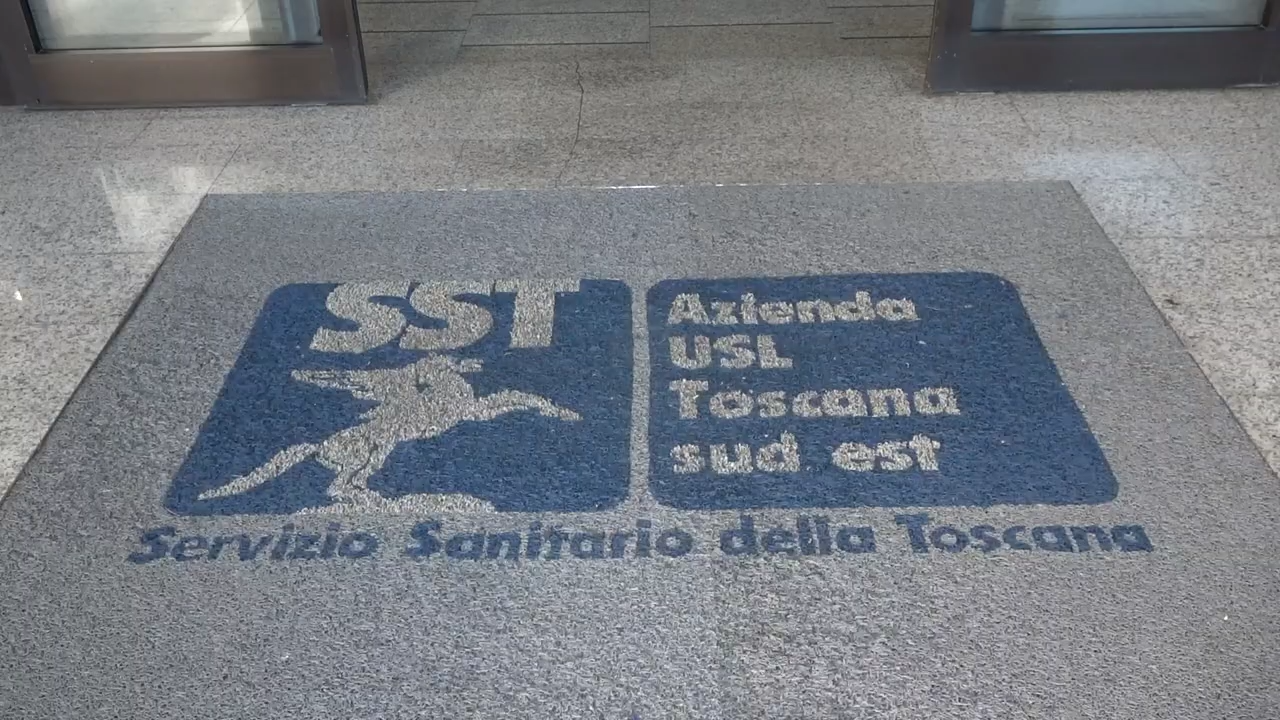 SST
Azienda
USL
Toscana
sud est
Servizio Sanitario della Toscana